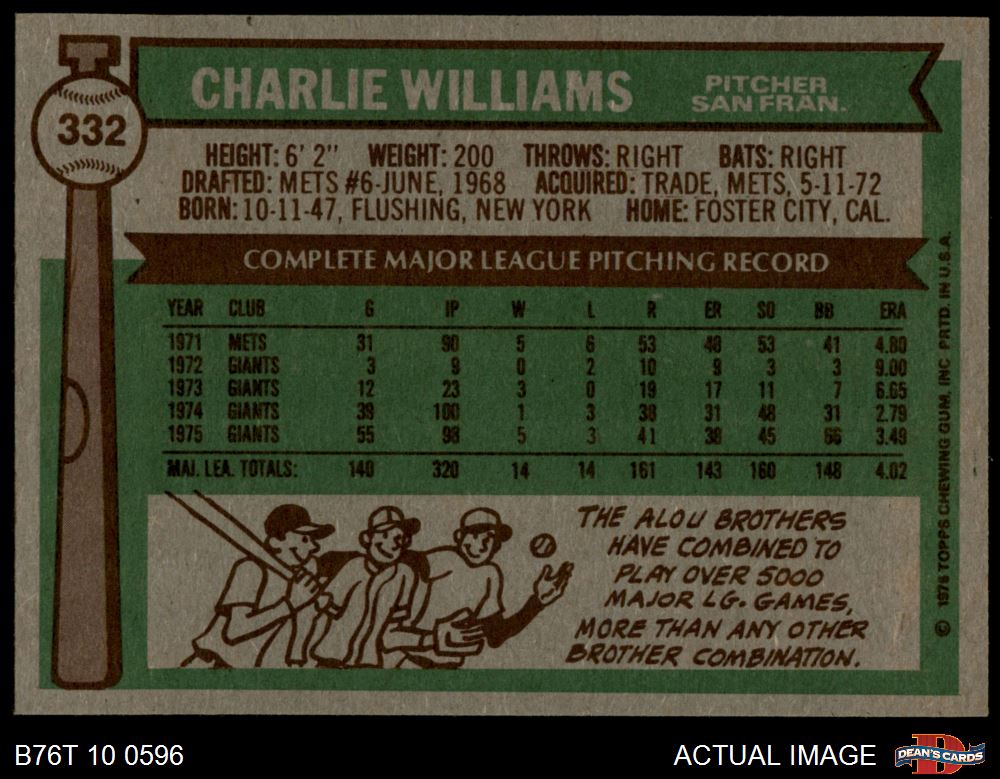 332
CHARLIE WILLIAMS
PITCHER
SAN FRAN.
HEIGHT: 6' 2" WEIGHT: 200 THROWS: RIGHT BATS: RIGHT
DRAFTED: METS #6-JUNE, 1968 ACQUIRED: TRADE, METS, 5-11-72
BORN: 10-11-47, FLUSHING, NEW YORK HOME: FOSTER CITY, CAL.
COMPLETE MAJOR LEAGUE PITCHING RECORD
YEAR CLUB G IP W L R ER SO BB ERA
1971 METS 31 90 5 6 53 48 53 41 4.80
1972 GIANTS 3 9 0 2 10 9 3 3 9.00
1973 GIANTS 12 23 3 0 19 17 11 7 6.65
1974 GIANTS 39 100 1 3 38 31 48 31 2.79
1975 GIANTS 55 98 5 3 41 38 45 66 3.49
MAJ. LEA. TOTALS: 140 320 14 14 161 143 160 148 4.02
THE ALOU BROTHERS
HAVE COMBINED TO
PLAY OVER 5000
MAJOR LG. GAMES,
MORE THAN ANY OTHER
BROTHER COMBINATION.
© 1976 TOPPS CHEWING GUM, INC PRTD. IN U.S.A.
B76T 10 0596
ACTUAL IMAGE
DEAN'S CARDS